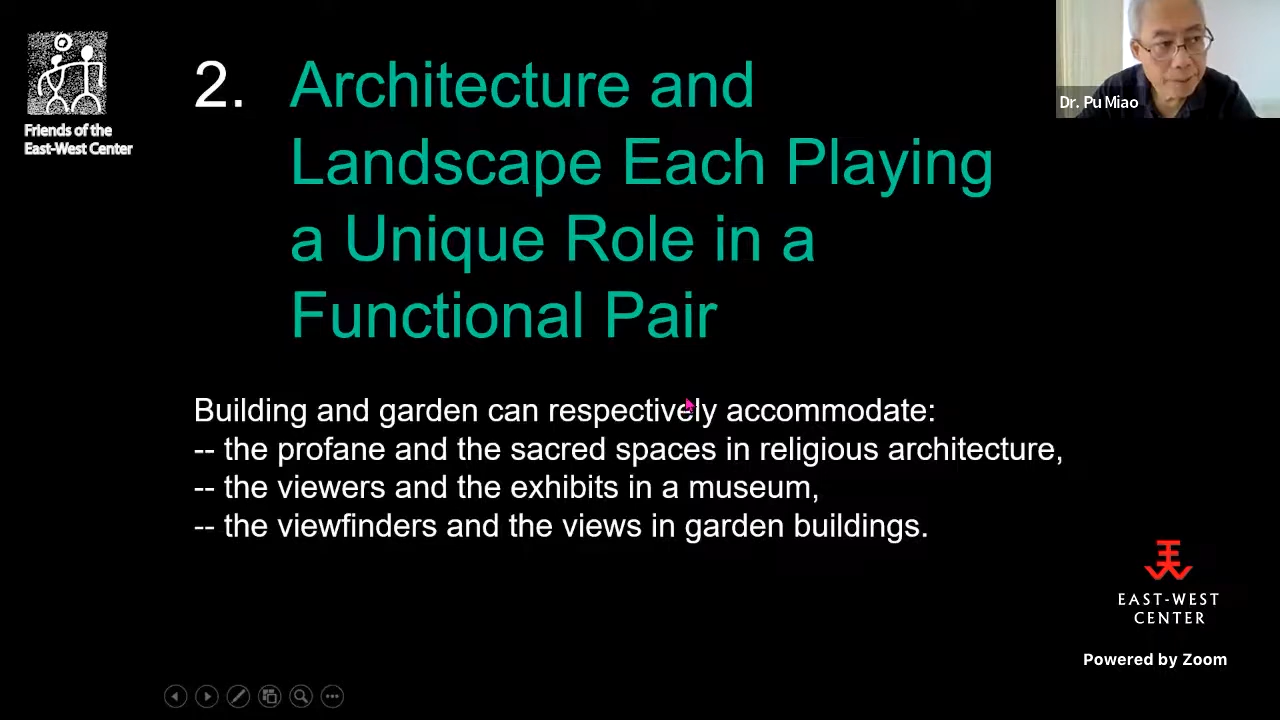 Friends of the
East-West Center
2. Architecture and
Landscape Each Playing
a Unique Role in a
Functional Pair
Dr. Pu Miao
Building and garden can respectively accommodate:
-- the profane and the sacred spaces in religious architecture,
-- the viewers and the exhibits in a museum,
-- the viewfinders and the views in garden buildings.
EAST-WEST
CENTER
Powered by Zoom